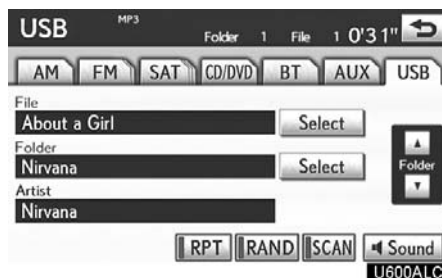 USB MP3 Folder 1 File 1 0'31"
AM FM SAT CD/DVD BT AUX USB
File
About a Girl Select
Folder
Nirvana Select Folder
Artist
Nirvana
RPT RAND SCAN Sound
U600ALC